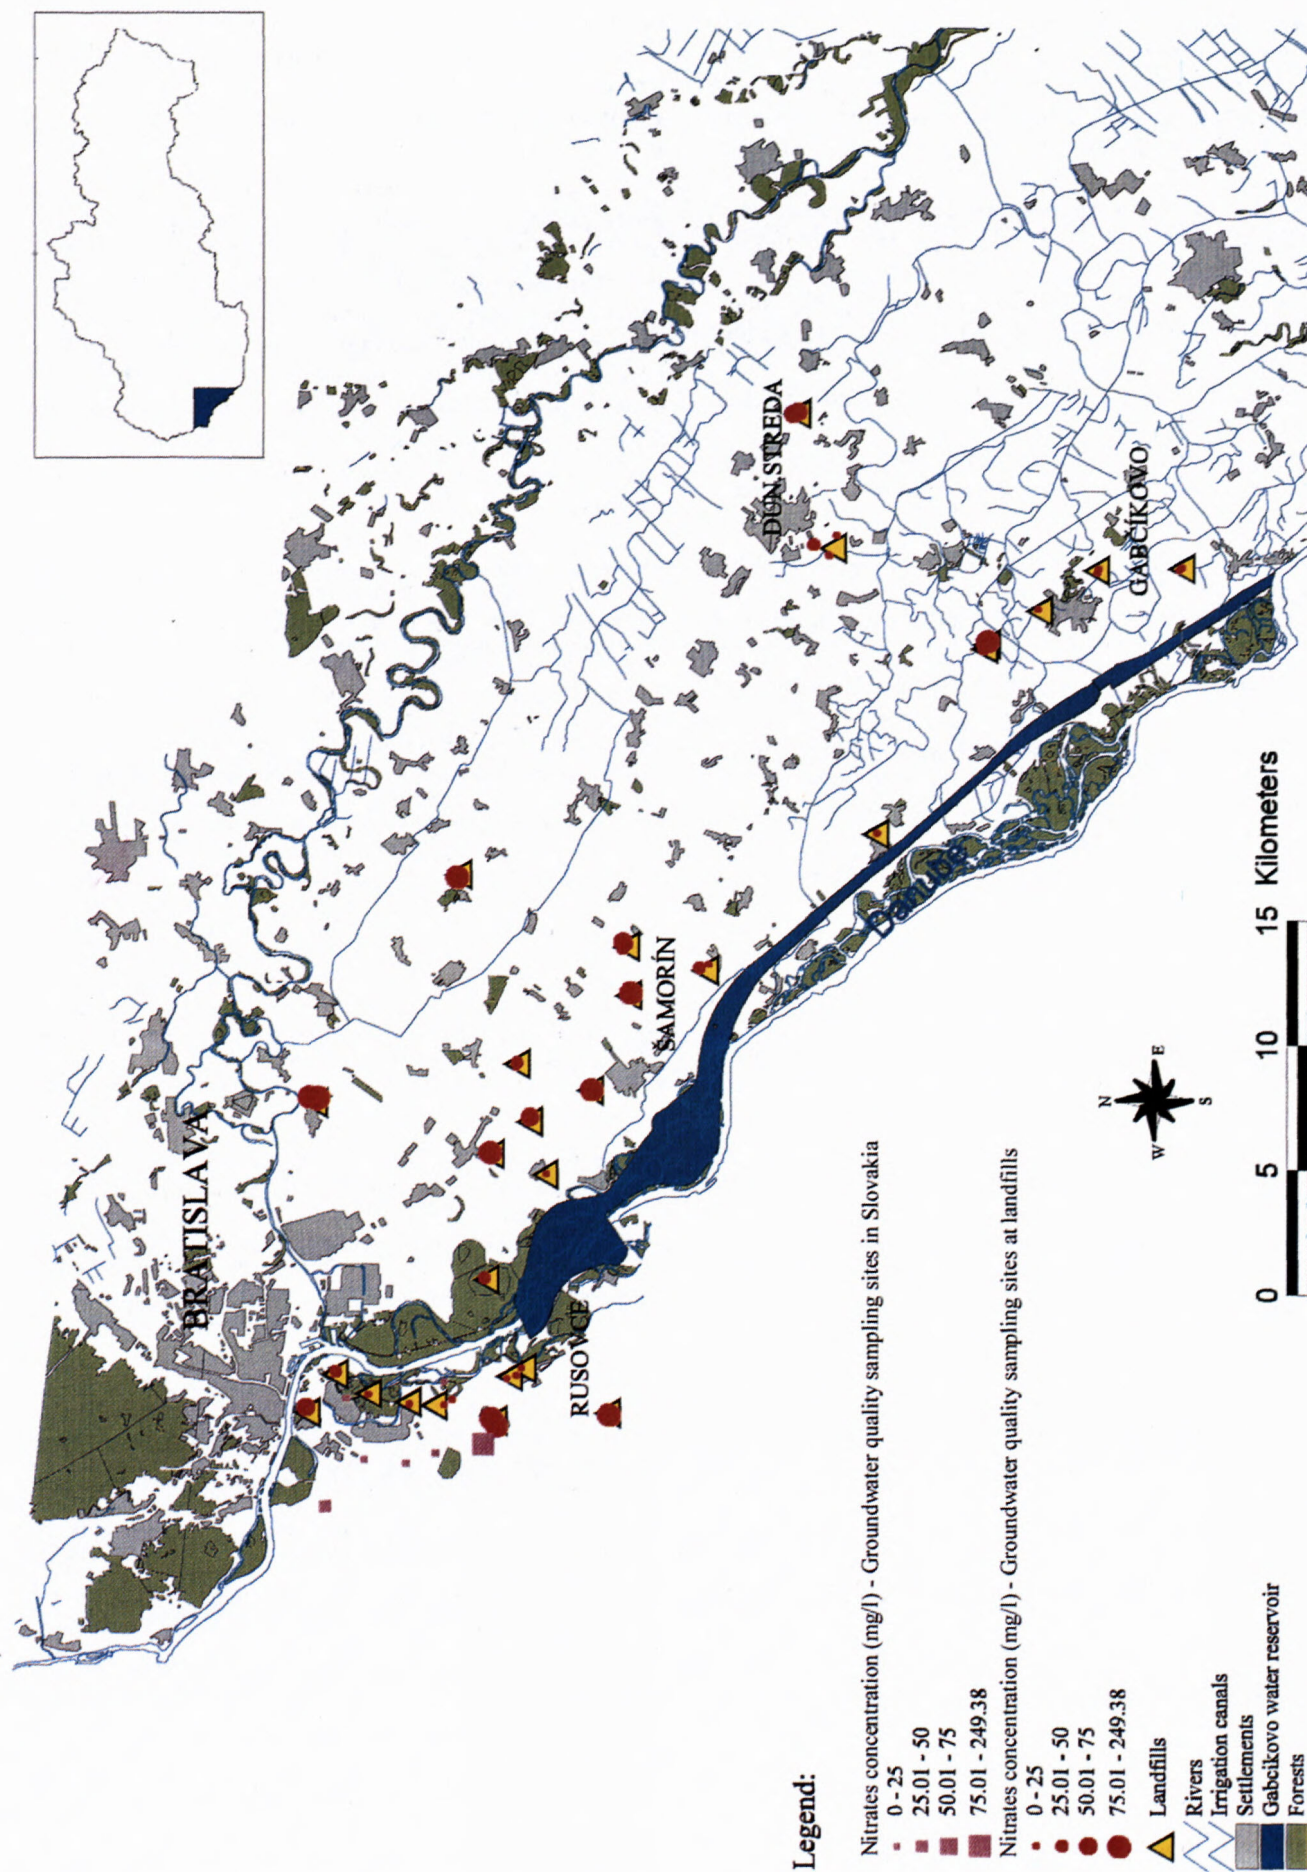 BRATISLAVA
DUN.STREDA
ŠAMORÍN
GABČÍKOVO
RUSOVCE
Danube
N
W
E
S
0 5 10 15 Kilometers
Legend:
Nitrates concentration (mg/l) - Groundwater quality sampling sites in Slovakia
0 - 25
25.01 - 50
50.01 - 75
75.01 - 249.38
Nitrates concentration (mg/l) - Groundwater quality sampling sites at landfills
0 - 25
25.01 - 50
50.01 - 75
75.01 - 249.38
Landfills
Rivers
Irrigation canals
Settlements
Gabcikovo water reservoir
Forests